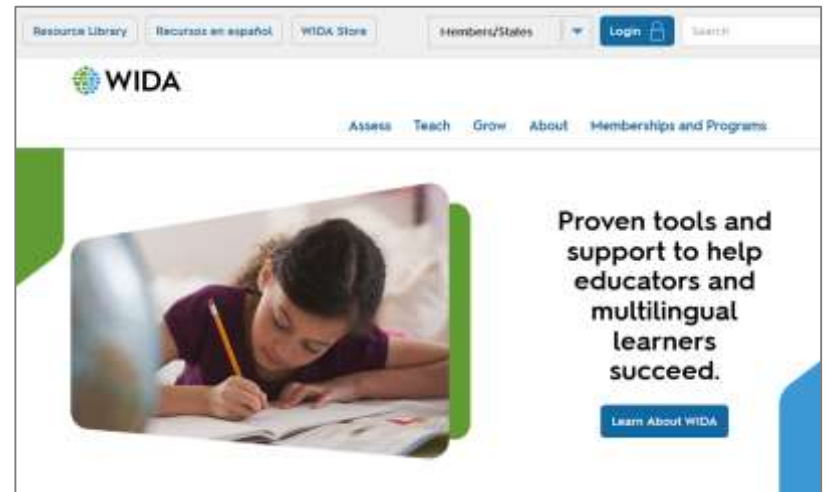 Resource Library Recursos en español WIDA Store Members/States Login Search
WIDA
Assess Teach Grow About Memberships and Programs
Proven tools and
support to help
educators and
multilingual
learners
succeed.
Learn About WIDA